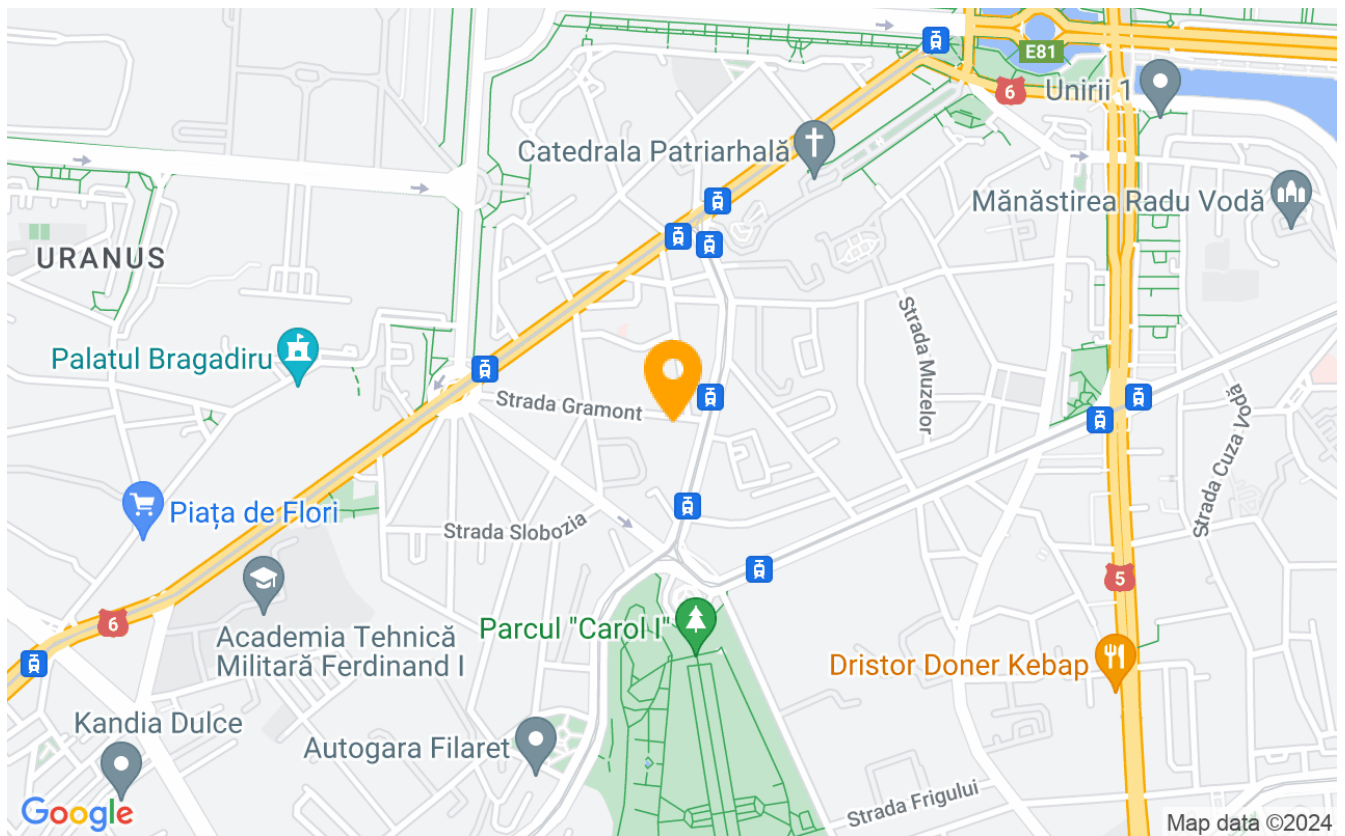 E81
6
Unirii 1
Catedrala Patriarhală
Mănăstirea Radu Vodă
URANUS
Palatul Bragadiru
Strada Muzelor
Strada Gramont
Strada Cuza Vodă
Piața de Flori
Strada Slobozia
5
6
Academia Tehnică
Militară Ferdinand I
Parcul "Carol I"
Dristor Doner Kebap
Kandia Dulce
Autogara Filaret
Strada Frigului
Google
Map data ©2024